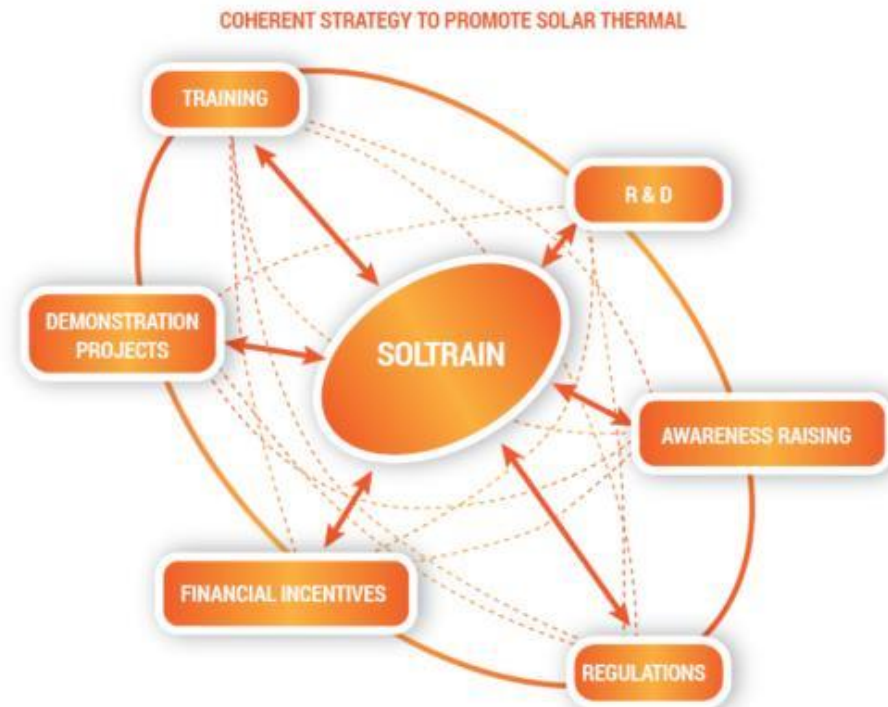 COHERENT STRATEGY TO PROMOTE SOLAR THERMAL
TRAINING
R & D
DEMONSTRATION
PROJECTS
SOLTRAIN
AWARENESS RAISING
FINANCIAL INCENTIVES
REGULATIONS